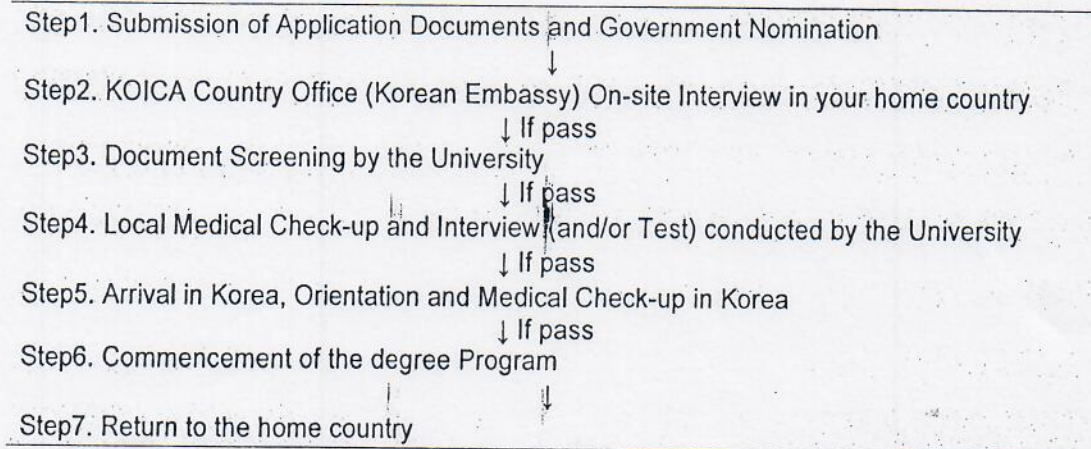 Step1. Submission of Application Documents and Government Nomination
↓
Step2. KOICA Country Office (Korean Embassy) On-site Interview in your home country
↓ If pass
Step3. Document Screening by the University
↓ If pass
Step4. Local Medical Check-up and Interview (and/or Test) conducted by the University
↓ If pass
Step5. Arrival in Korea, Orientation and Medical Check-up in Korea
↓ If pass
Step6. Commencement of the degree Program
↓
Step7. Return to the home country